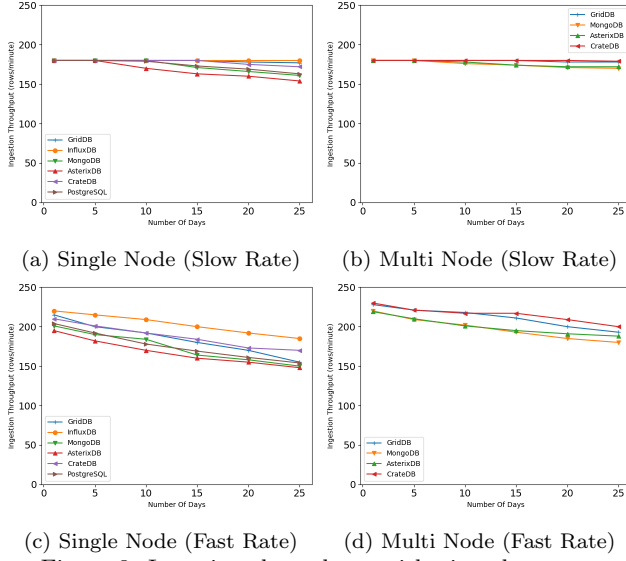 250
200
150
100
50
0
Ingestion Throughput (rows/minute)
GridDB
InfluxDB
MongoDB
AsterixDB
CrateDB
PostgreSQL
0 5 10 15 20 25
Number Of Days
(a) Single Node (Slow Rate)
250
200
150
100
50
0
Ingestion Throughput (rows/minute)
GridDB
MongoDB
AsterixDB
CrateDB
0 5 10 15 20 25
Number Of Days
(b) Multi Node (Slow Rate)
250
200
150
100
50
0
Ingestion Throughput (rows/minute)
GridDB
InfluxDB
MongoDB
AsterixDB
CrateDB
PostgreSQL
0 5 10 15 20 25
Number Of Days
(c) Single Node (Fast Rate)
250
200
150
100
50
0
Ingestion Throughput (rows/minute)
GridDB
MongoDB
AsterixDB
CrateDB
0 5 10 15 20 25
Number Of Days
(d) Multi Node (Fast Rate)